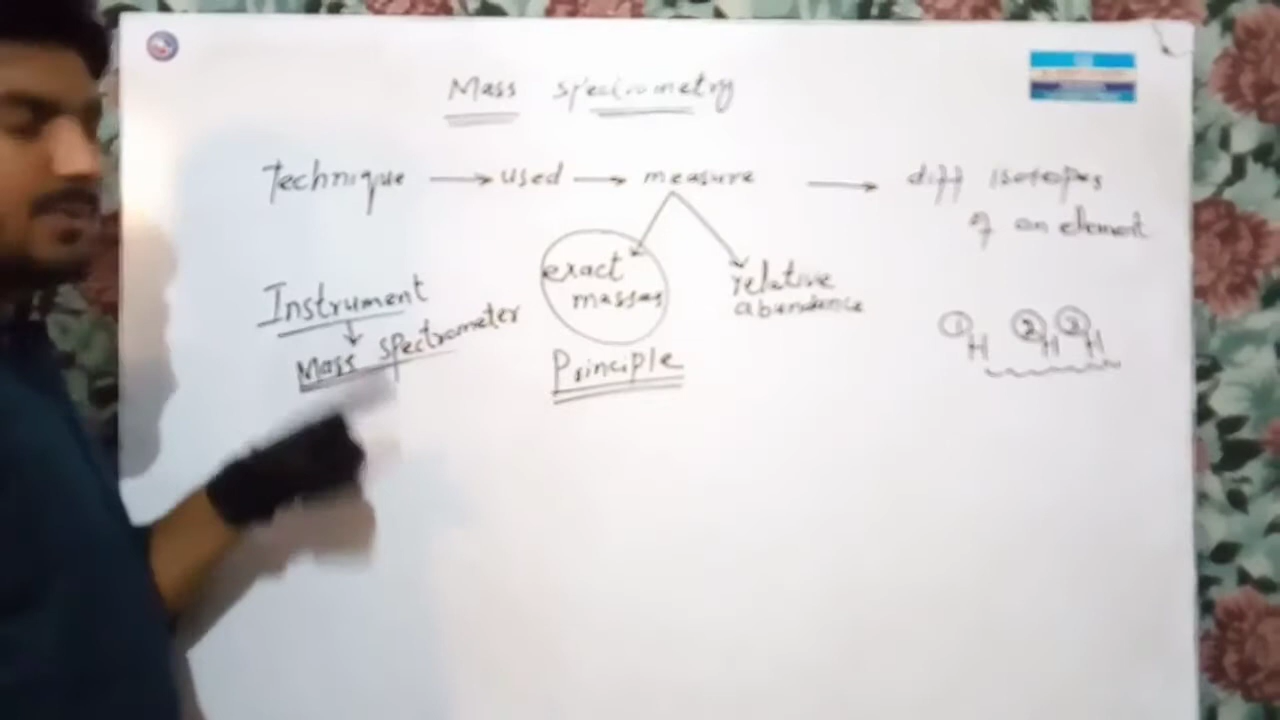 Mass spectrometry
Technique → used → measure → diff isotopes
of an element
exact
masses
relative
abundance
Instrument
Mass spectrometer
Principle
1H 2H 3H